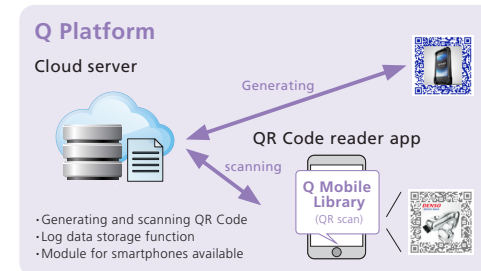 Q Platform
Cloud server
Generating
QR Code reader app
scanning
Q Mobile
Library
(QR scan)
DENSO
・Generating and scanning QR Code
・Log data storage function
・Module for smartphones available